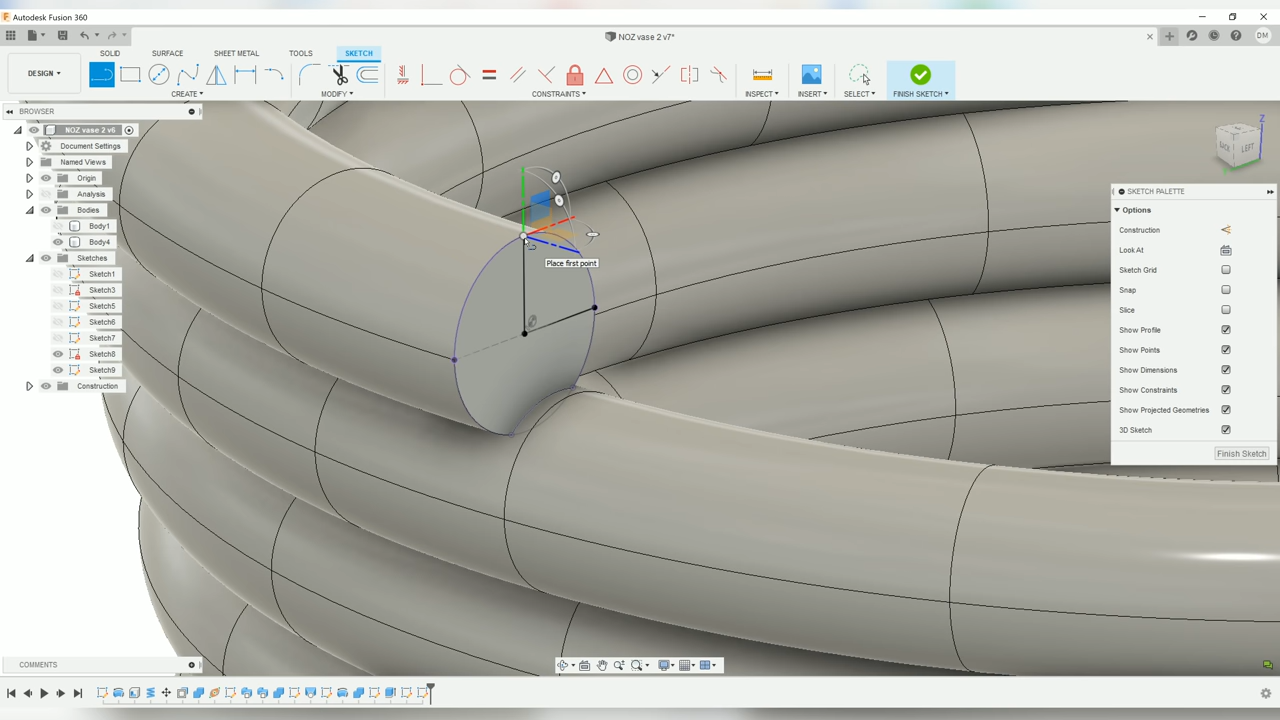 Autodesk Fusion 360
NOZ vase 2 v7*
DM
DESIGN
SOLID
SURFACE
SHEET METAL
TOOLS
SKETCH
CREATE
MODIFY
CONSTRAINTS
INSPECT
INSERT
SELECT
FINISH SKETCH
BROWSER
NOZ vase 2 v6
Document Settings
Named Views
Origin
Analysis
Bodies
Body1
Body4
Sketches
Sketch1
Sketch3
Sketch5
Sketch6
Sketch7
Sketch8
Sketch9
Construction
Place first point
Z
BACK
LEFT
SKETCH PALETTE
Options
Construction
Look At
Sketch Grid
Snap
Slice
Show Profile
Show Points
Show Dimensions
Show Constraints
Show Projected Geometries
3D Sketch
Finish Sketch
COMMENTS